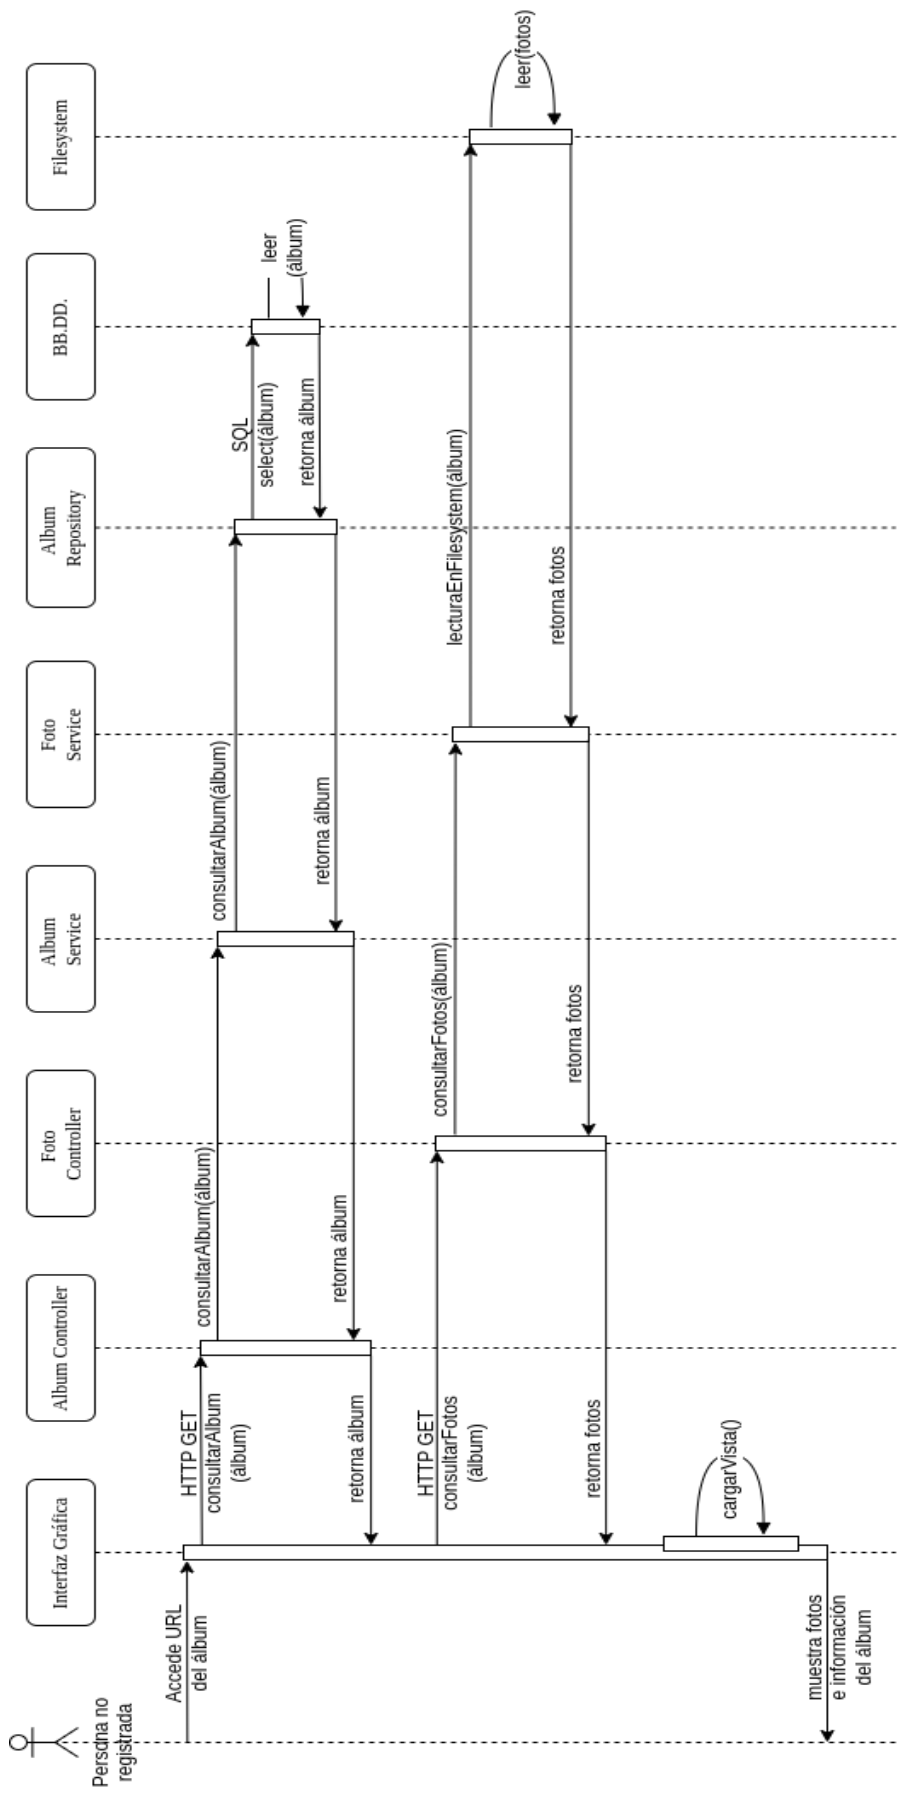 Persona no
registrada
Interfaz Gráfica
Album Controller
Foto
Controller
Album
Service
Foto
Service
Album
Repository
BB.DD.
Filesystem
Accede URL
del álbum
HTTP GET
consultarAlbum
(álbum)
consultarAlbum(álbum)
consultarAlbum(álbum)
SQL
select(álbum)
leer
(álbum)
retorna álbum
retorna álbum
retorna álbum
retorna álbum
HTTP GET
consultarFotos
(álbum)
consultarFotos(álbum)
lecturaEnFilesystem(álbum)
leer(fotos)
retorna fotos
retorna fotos
retorna fotos
cargarVista()
muestra fotos
e información
del álbum